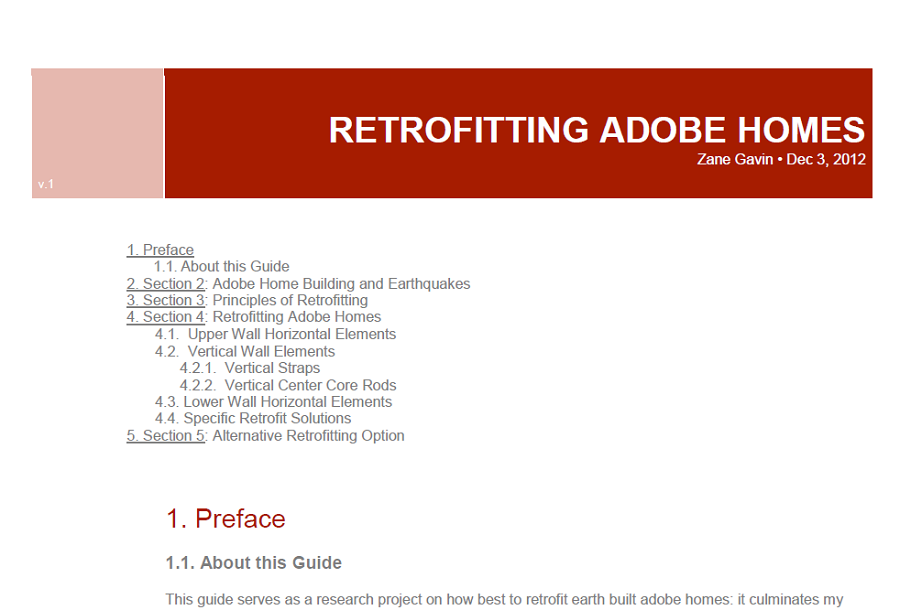 RETROFITTING ADOBE HOMES
Zane Gavin • Dec 3, 2012
v.1
1. Preface
1.1. About this Guide
2. Section 2: Adobe Home Building and Earthquakes
3. Section 3: Principles of Retrofitting
4. Section 4: Retrofitting Adobe Homes
4.1. Upper Wall Horizontal Elements
4.2. Vertical Wall Elements
4.2.1. Vertical Straps
4.2.2. Vertical Center Core Rods
4.3. Lower Wall Horizontal Elements
4.4. Specific Retrofit Solutions
5. Section 5: Alternative Retrofitting Option
1. Preface
1.1. About this Guide
This guide serves as a research project on how best to retrofit earth built adobe homes: it culminates my